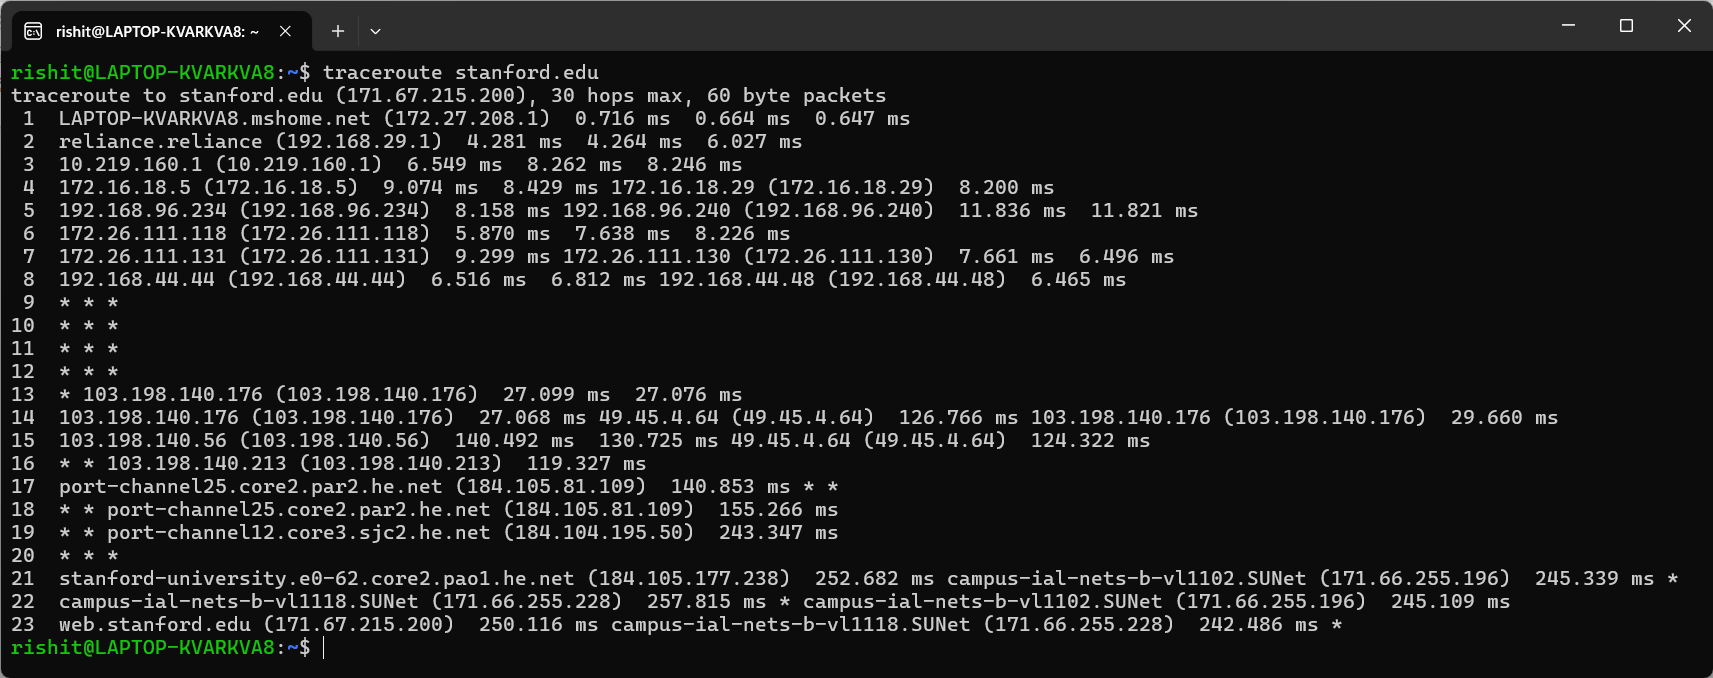 rishit@LAPTOP-KVARKVA8: ~
rishit@LAPTOP-KVARKVA8:~$ traceroute stanford.edu
traceroute to stanford.edu (171.67.215.200), 30 hops max, 60 byte packets
 1  LAPTOP-KVARKVA8.mshome.net (172.27.208.1)  0.716 ms  0.664 ms  0.647 ms
 2  reliance.reliance (192.168.29.1)  4.281 ms  4.264 ms  6.027 ms
 3  10.219.160.1 (10.219.160.1)  6.549 ms  8.262 ms  8.246 ms
 4  172.16.18.5 (172.16.18.5)  9.074 ms  8.429 ms 172.16.18.29 (172.16.18.29)  8.200 ms
 5  192.168.96.234 (192.168.96.234)  8.158 ms 192.168.96.240 (192.168.96.240)  11.836 ms  11.821 ms
 6  172.26.111.118 (172.26.111.118)  5.870 ms  7.638 ms  8.226 ms
 7  172.26.111.131 (172.26.111.131)  9.299 ms 172.26.111.130 (172.26.111.130)  7.661 ms  6.496 ms
 8  192.168.44.44 (192.168.44.44)  6.516 ms  6.812 ms 192.168.44.48 (192.168.44.48)  6.465 ms
 9  * * *
10  * * *
11  * * *
12  * * *
13  * 103.198.140.176 (103.198.140.176)  27.099 ms  27.076 ms
14  103.198.140.176 (103.198.140.176)  27.068 ms 49.45.4.64 (49.45.4.64)  126.766 ms 103.198.140.176 (103.198.140.176)  29.660 ms
15  103.198.140.56 (103.198.140.56)  140.492 ms  130.725 ms 49.45.4.64 (49.45.4.64)  124.322 ms
16  * * 103.198.140.213 (103.198.140.213)  119.327 ms
17  port-channel25.core2.par2.he.net (184.105.81.109)  140.853 ms * *
18  * * port-channel25.core2.par2.he.net (184.105.81.109)  155.266 ms
19  * * port-channel12.core3.sjc2.he.net (184.104.195.50)  243.347 ms
20  * * *
21  stanford-university.e0-62.core2.pao1.he.net (184.105.177.238)  252.682 ms campus-ial-nets-b-vl1102.SUNet (171.66.255.196)  245.339 ms *
22  campus-ial-nets-b-vl1118.SUNet (171.66.255.228)  257.815 ms * campus-ial-nets-b-vl1102.SUNet (171.66.255.196)  245.109 ms
23  web.stanford.edu (171.67.215.200)  250.116 ms campus-ial-nets-b-vl1118.SUNet (171.66.255.228)  242.486 ms *
rishit@LAPTOP-KVARKVA8:~$